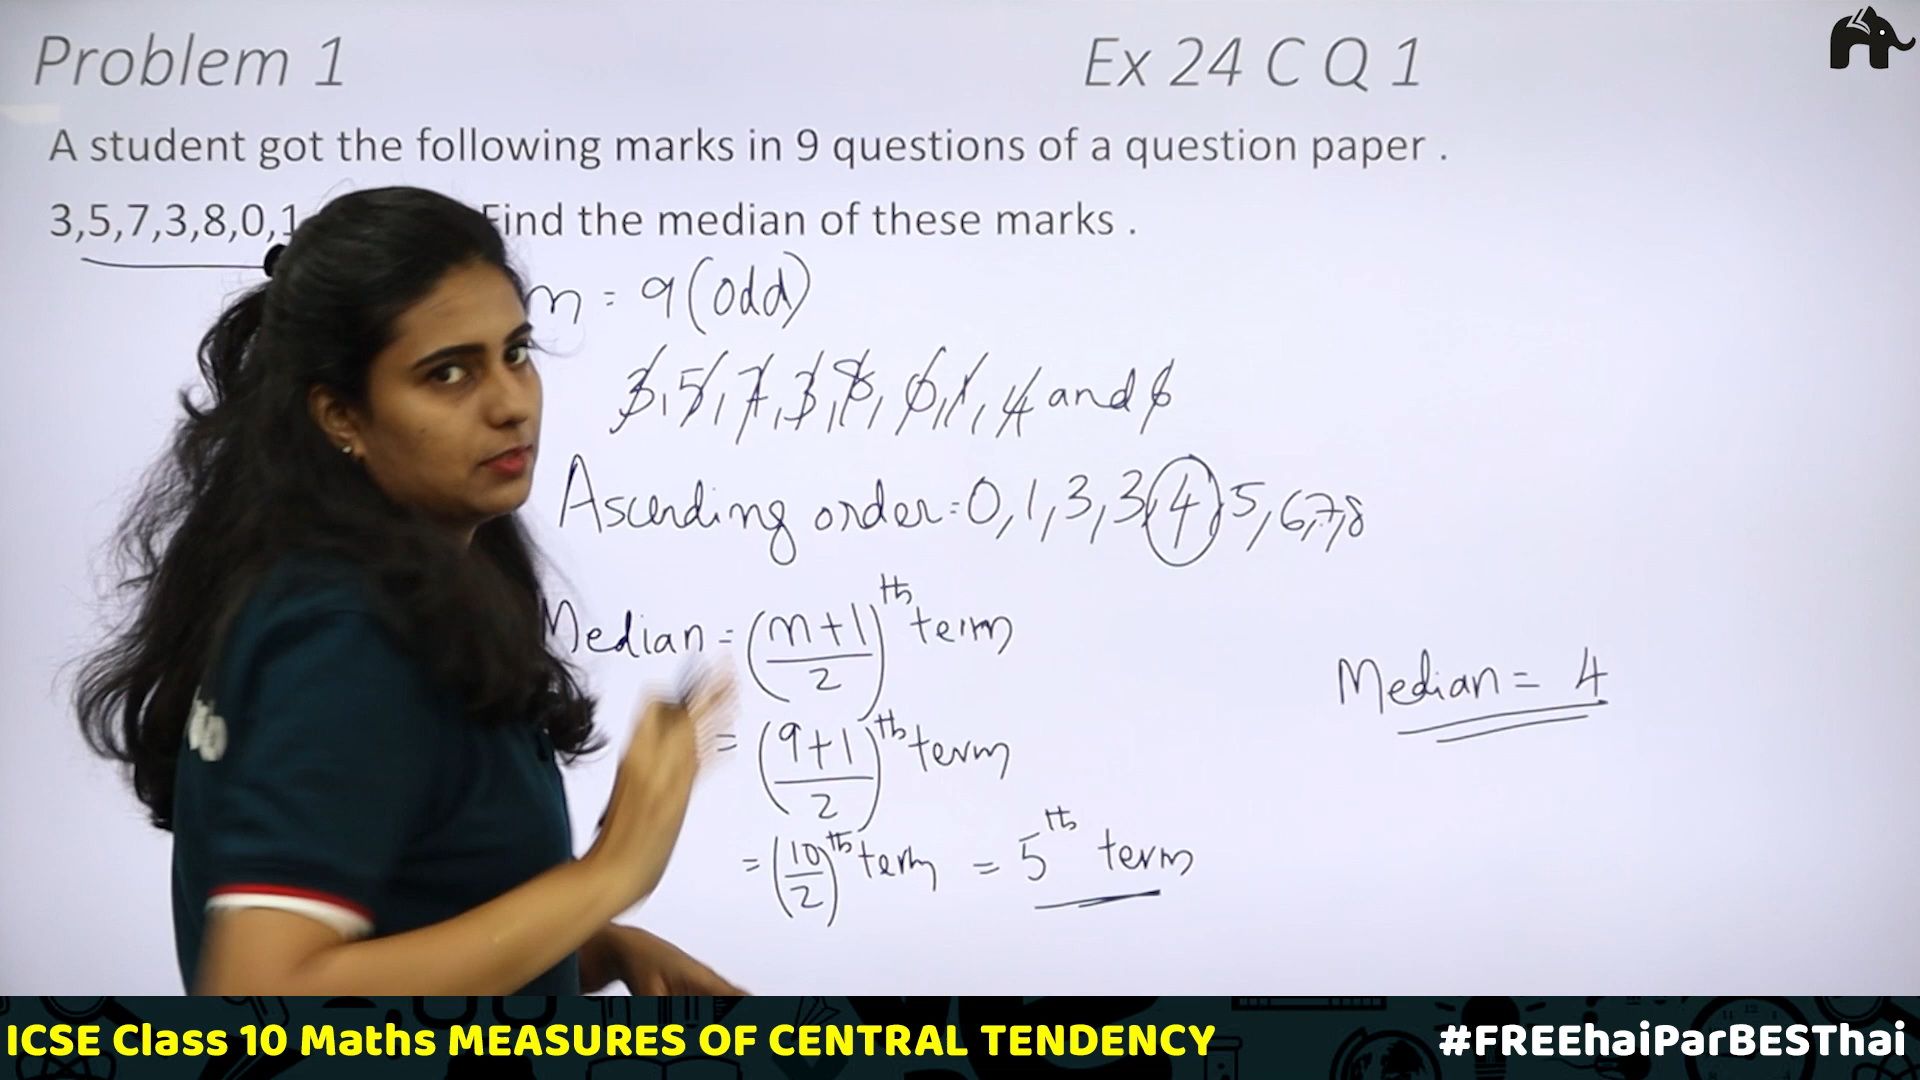 Problem 1
Ex 24 C Q 1
A student got the following marks in 9 questions of a question paper .
3,5,7,3,8,0,1 Find the median of these marks .
n = 9 (odd)
3, 5, 7, 3, 8, 0, 1, 4 and 6
Ascending order = 0, 1, 3, 3, 4, 5, 6, 7, 8
Median = (n+1/2)th term
= (9+1/2)th term
= (10/2)th term = 5th term
Median = 4
ICSE Class 10 Maths MEASURES OF CENTRAL TENDENCY
#FREEhaiParBESThai